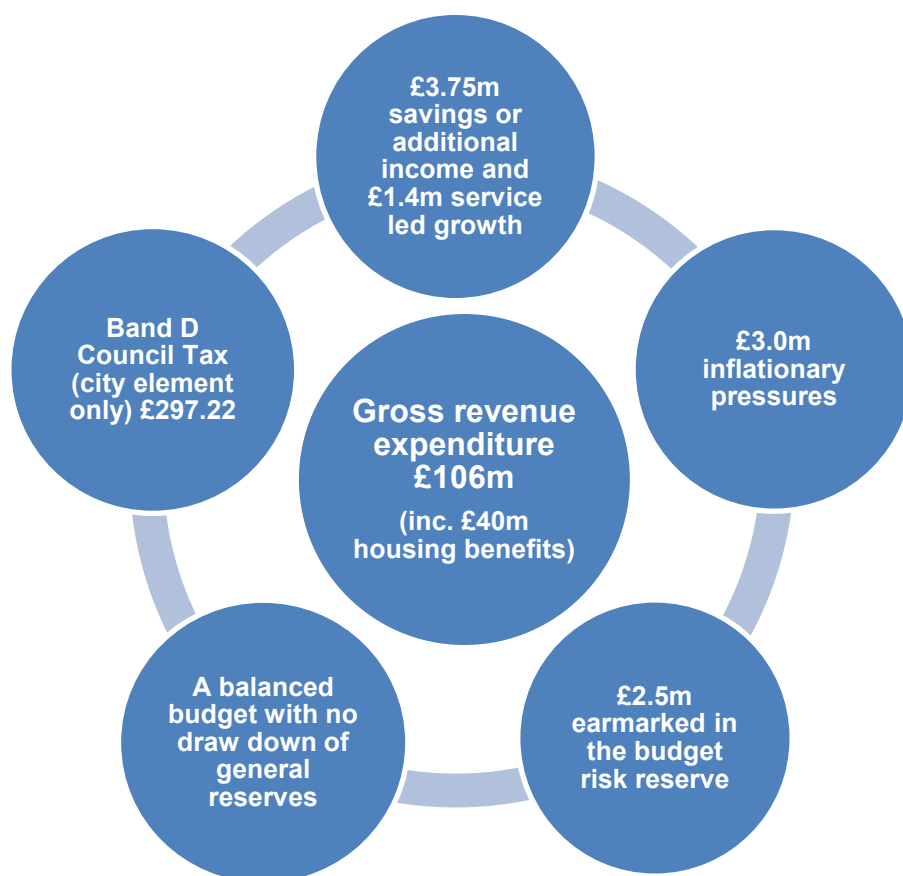 £3.75m
savings or
additional
income and
£1.4m service
led growth
£3.0m
inflationary
pressures
£2.5m
earmarked in
the budget
risk reserve
A balanced
budget with no
draw down of
general
reserves
Band D
Council Tax
(city element
only) £297.22
Gross revenue
expenditure
£106m
(inc. £40m
housing benefits)